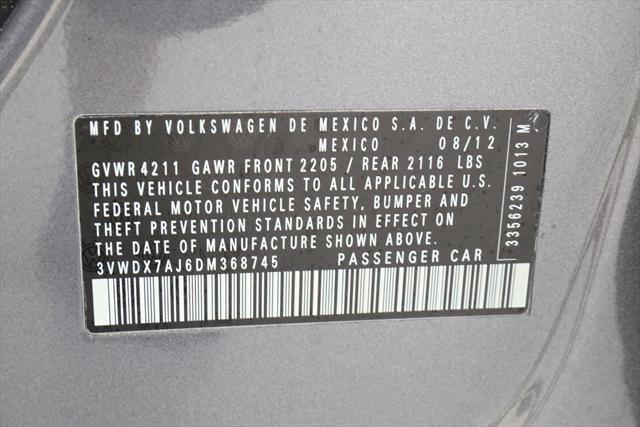 MFD BY VOLKSWAGEN DE MEXICO S.A. DE C.V.
MEXICO 08/12
GVWR 4211 GAWR FRONT 2205 / REAR 2116 LBS
THIS VEHICLE CONFORMS TO ALL APPLICABLE U.S.
FEDERAL MOTOR VEHICLE SAFETY, BUMPER AND
THEFT PREVENTION STANDARDS IN EFFECT ON
THE DATE OF MANUFACTURE SHOWN ABOVE.
3VWDX7AJ6DM368745 PASSENGER CAR
3356239 1013 M